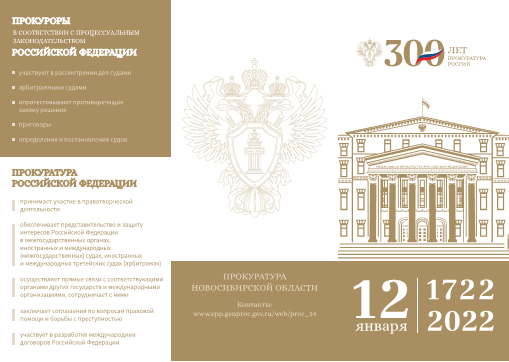 ПРОКУРОРЫ
В СООТВЕТСТВИИ С ПРОЦЕССУАЛЬНЫМ
ЗАКОНОДАТЕЛЬСТВОМ
РОССИЙСКОЙ ФЕДЕРАЦИИ
участвуют в рассмотрении дел судами
арбитражными судами
опротестовывают противоречащие
закону решения
приговоры
определения и постановления судов
ПРОКУРАТУРА
РОССИЙСКОЙ ФЕДЕРАЦИИ
принимает участие в правотворческой
деятельности
обеспечивает представительство и защиту
интересов Российской Федерации
в межгосударственных органах,
иностранных и международных
(межгосударственных) судах, иностранных
и международных третейских судах (арбитражах)
осуществляет прямые связи с соответствующими
органами других государств и международными
организациями, сотрудничает с ними
заключает соглашения по вопросам правовой
помощи и борьбы с преступностью
участвует в разработке международных
договоров Российской Федерации
ПРОКУРАТУРА
НОВОСИБИРСКОЙ ОБЛАСТИ
Контакты:
www.epp.genproc.gov.ru/web/proc_54
300 ЛЕТ
ПРОКУРАТУРА
РОССИИ
12
января
1722
2022